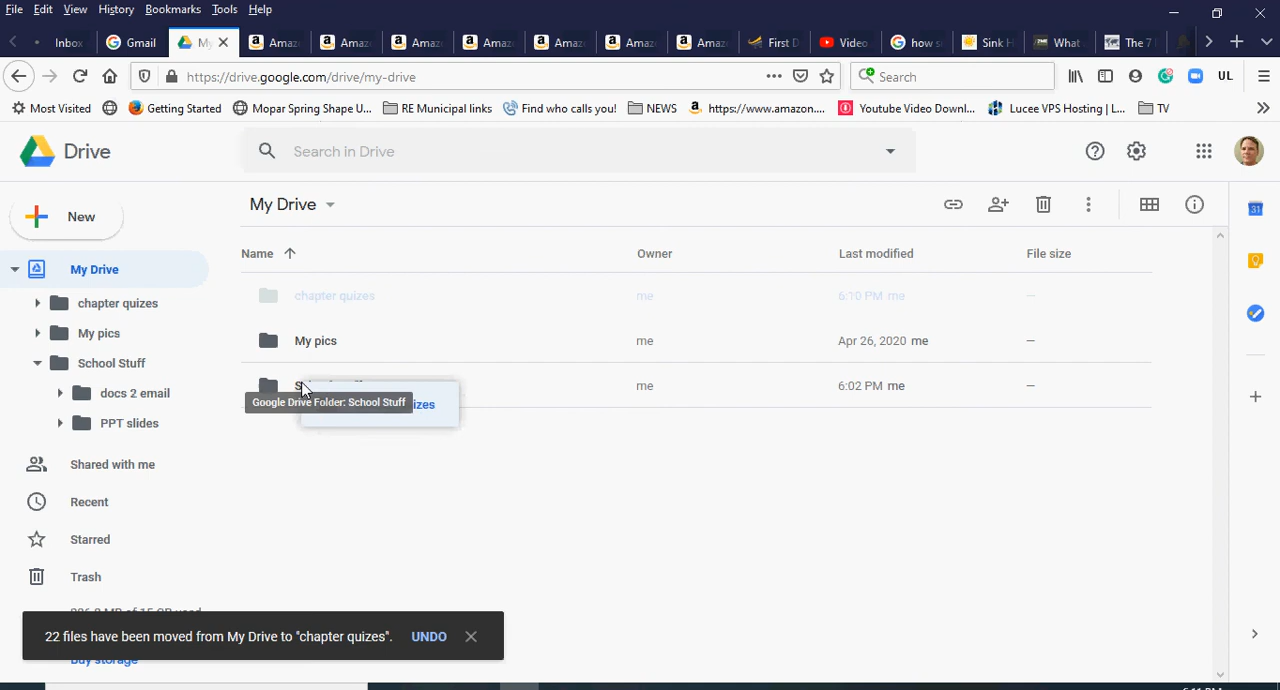 File Edit View History Bookmarks Tools Help
Inbox Gmail My Amaz Amaz Amaz Amaz Amaz Amaz Amaz First D Video how s Sink H What The 7
https://drive.google.com/drive/my-drive Search UL
Most Visited Getting Started Mopar Spring Shape U... RE Municipal links Find who calls you! NEWS https://www.amazon.... Youtube Video Downl... Lucee VPS Hosting | L... TV
Drive Search in Drive
New My Drive
Name Owner Last modified File size
My Drive
chapter quizes me 6:10 PM me –
chapter quizes
My pics me Apr 26, 2020 me –
My pics
School Stuff
me 6:02 PM me –
docs 2 email
Google Drive Folder: School Stuff izes
PPT slides
Shared with me
Recent
Starred
Trash
22 files have been moved from My Drive to "chapter quizes". UNDO
Buy storage
31